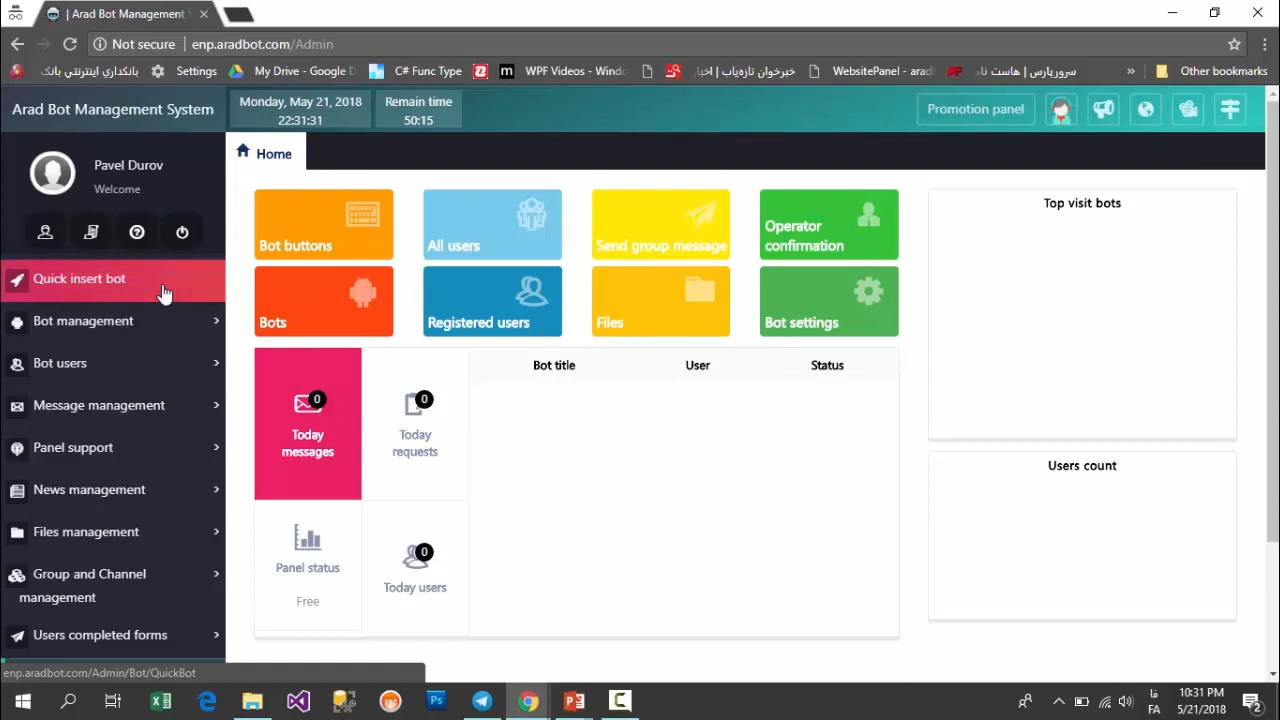 | Arad Bot Management S
Not secure | enp.aradbot.com/Admin
بانکداري اينترنتي بانک
Settings
My Drive - Google D
C# Func Type
WPF Videos - Windo
خبرخوان تازه‌ياب | اخبا
WebsitePanel - arad
سرورپارس | هاست نا
»
Other bookmarks
Arad Bot Management System
Monday, May 21, 2018
22:31:31
Remain time
50:15
Promotion panel
Pavel Durov
Welcome
Home
Quick insert bot
Bot management
Bot users
Message management
Panel support
News management
Files management
Group and Channel
management
Users completed forms
Bot buttons
All users
Send group message
Operator
confirmation
Bots
Registered users
Files
Bot settings
Top visit bots
0
Today
messages
0
Today
requests
Bot title
User
Status
Panel status
Free
0
Today users
Users count
enp.aradbot.com/Admin/Bot/QuickBot
فا
FA
10:31 PM
5/21/2018
2